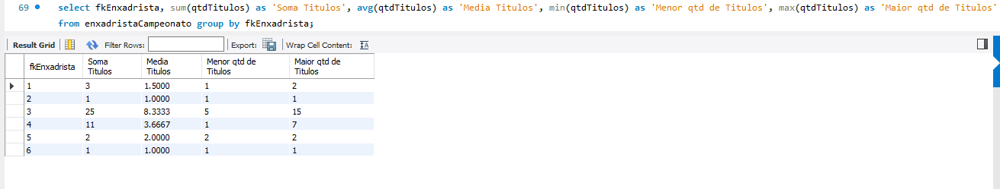 69 select fkEnxadrista, sum(qtdTitulos) as 'Soma Titulos', avg(qtdTitulos) as 'Media Titulos', min(qtdTitulos) as 'Menor qtd de Titulos', max(qtdTitulos) as 'Maior qtd de Titulos'
from enxadristaCampeonato group by fkEnxadrista;
Result Grid Filter Rows: Export: Wrap Cell Content: IA
fkEnxadrista Soma Titulos Media Titulos Menor qtd de Titulos Maior qtd de Titulos
1 3 1.5000 1 2
2 1 1.0000 1 1
3 25 8.3333 5 15
4 11 3.6667 1 7
5 2 2.0000 2 2
6 1 1.0000 1 1